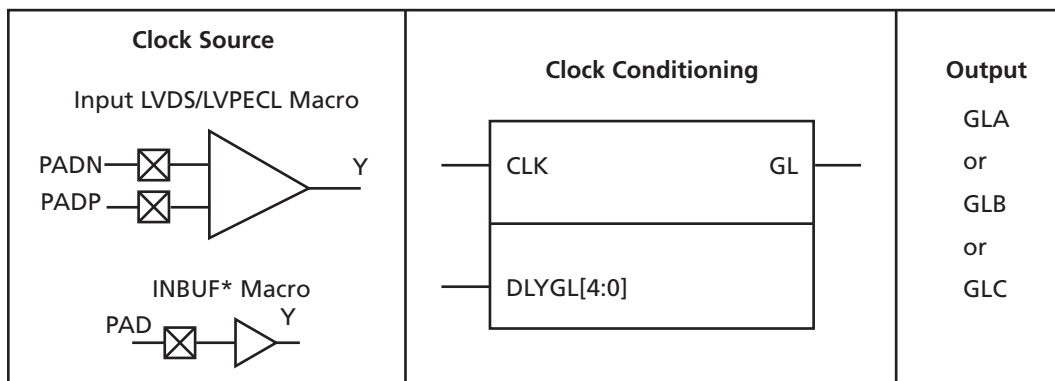 Clock Source
Input LVDS/LVPECL Macro
PADN
PADP
Y
INBUF* Macro
PAD
Y
Clock Conditioning
CLK
GL
DLYGL[4:0]
Output
GLA
or
GLB
or
GLC